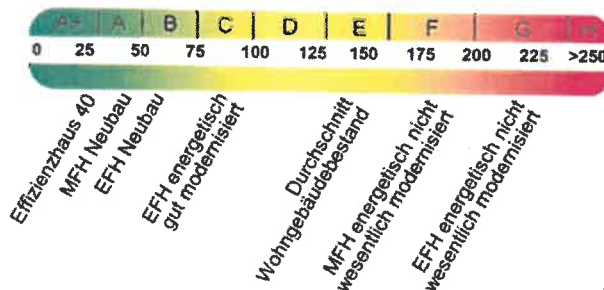 A+ A B C D E F G H
0 25 50 75 100 125 150 175 200 225 >250
Effizienzhaus 40
MFH Neubau
EFH Neubau
EFH energetisch
gut modernisiert
Durchschnitt
Wohngebäudebestand
MFH energetisch nicht
wesentlich modernisiert
EFH energetisch nicht
wesentlich modernisiert